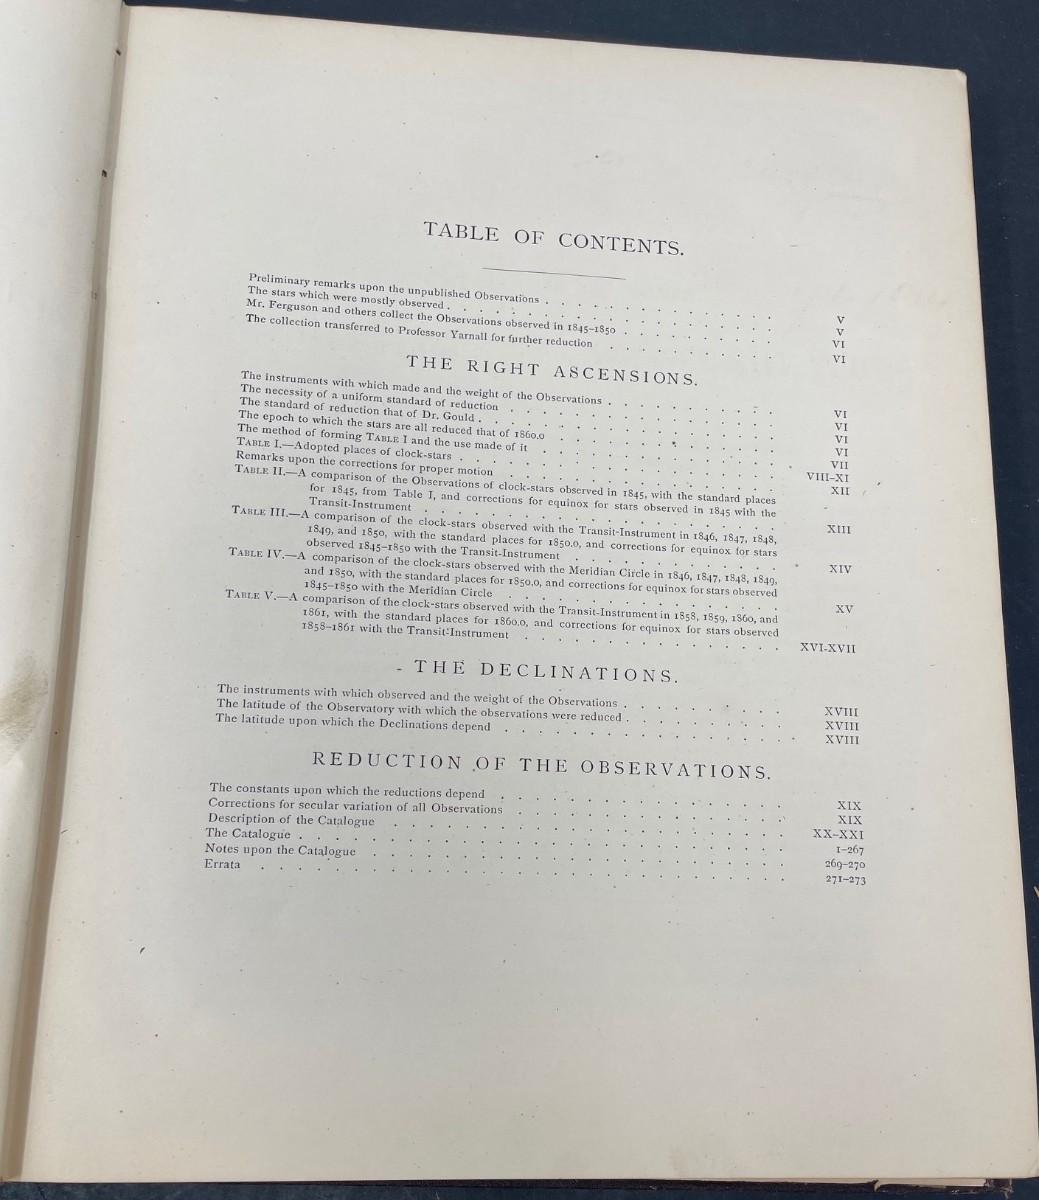 TABLE OF CONTENTS.
Preliminary remarks upon the unpublished Observations . . . . . . . . . . . . . . . V
The stars which were mostly observed . . . . . . . . . . . . . . . . . . . . . V
Mr. Ferguson and others collect the Observations observed in 1845-1850 . . . . . . . . . . VI
The collection transferred to Professor Yarnall for further reduction . . . . . . . . . . . VI
THE RIGHT ASCENSIONS.
The instruments with which made and the weight of the Observations . . . . . . . . . . . VI
The necessity of a uniform standard of reduction . . . . . . . . . . . . . . . . . VI
The standard of reduction that of Dr. Gould . . . . . . . . . . . . . . . . . . . VI
The epoch to which the stars are all reduced that of 1860.0 . . . . . . . . . . . . . . VI
The method of forming TABLE I and the use made of it . . . . . . . . . . . . . . . VII
TABLE I.—Adopted places of clock-stars . . . . . . . . . . . . . . . . . . . . VIII-XI
Remarks upon the corrections for proper motion . . . . . . . . . . . . . . . . . . XII
TABLE II.—A comparison of the Observations of clock-stars observed in 1845, with the standard places
for 1845, from Table I, and corrections for equinox for stars observed in 1845 with the
Transit-Instrument . . . . . . . . . . . . . . . . . . . . . . XIII
TABLE III.—A comparison of the clock-stars observed with the Transit-Instrument in 1846, 1847, 1848,
1849, and 1850, with the standard places for 1850.0, and corrections for equinox for stars
observed 1845-1850 with the Transit-Instrument . . . . . . . . . . . . . XIV
TABLE IV.—A comparison of the clock-stars observed with the Meridian Circle in 1846, 1847, 1848, 1849,
and 1850, with the standard places for 1850.0, and corrections for equinox for stars observed
1845-1850 with the Meridian Circle . . . . . . . . . . . . . . . . . XV
TABLE V.—A comparison of the clock-stars observed with the Transit-Instrument in 1858, 1859, 1860, and
1861, with the standard places for 1860.0, and corrections for equinox for stars observed
1858-1861 with the Transit-Instrument . . . . . . . . . . . . . . . . XVI-XVII
THE DECLINATIONS.
The instruments with which observed and the weight of the Observations . . . . . . . . . . XVIII
The latitude of the Observatory with which the observations were reduced . . . . . . . . . . XVIII
The latitude upon which the Declinations depend . . . . . . . . . . . . . . . . . . XVIII
REDUCTION OF THE OBSERVATIONS.
The constants upon which the reductions depend . . . . . . . . . . . . . . . . . . XIX
Corrections for secular variation of all Observations . . . . . . . . . . . . . . . . . XIX
Description of the Catalogue . . . . . . . . . . . . . . . . . . . . . . XX-XXI
The Catalogue . . . . . . . . . . . . . . . . . . . . . . . . . . . 1-267
Notes upon the Catalogue . . . . . . . . . . . . . . . . . . . . . . . 269-270
Errata . . . . . . . . . . . . . . . . . . . . . . . . . . . . 271-273